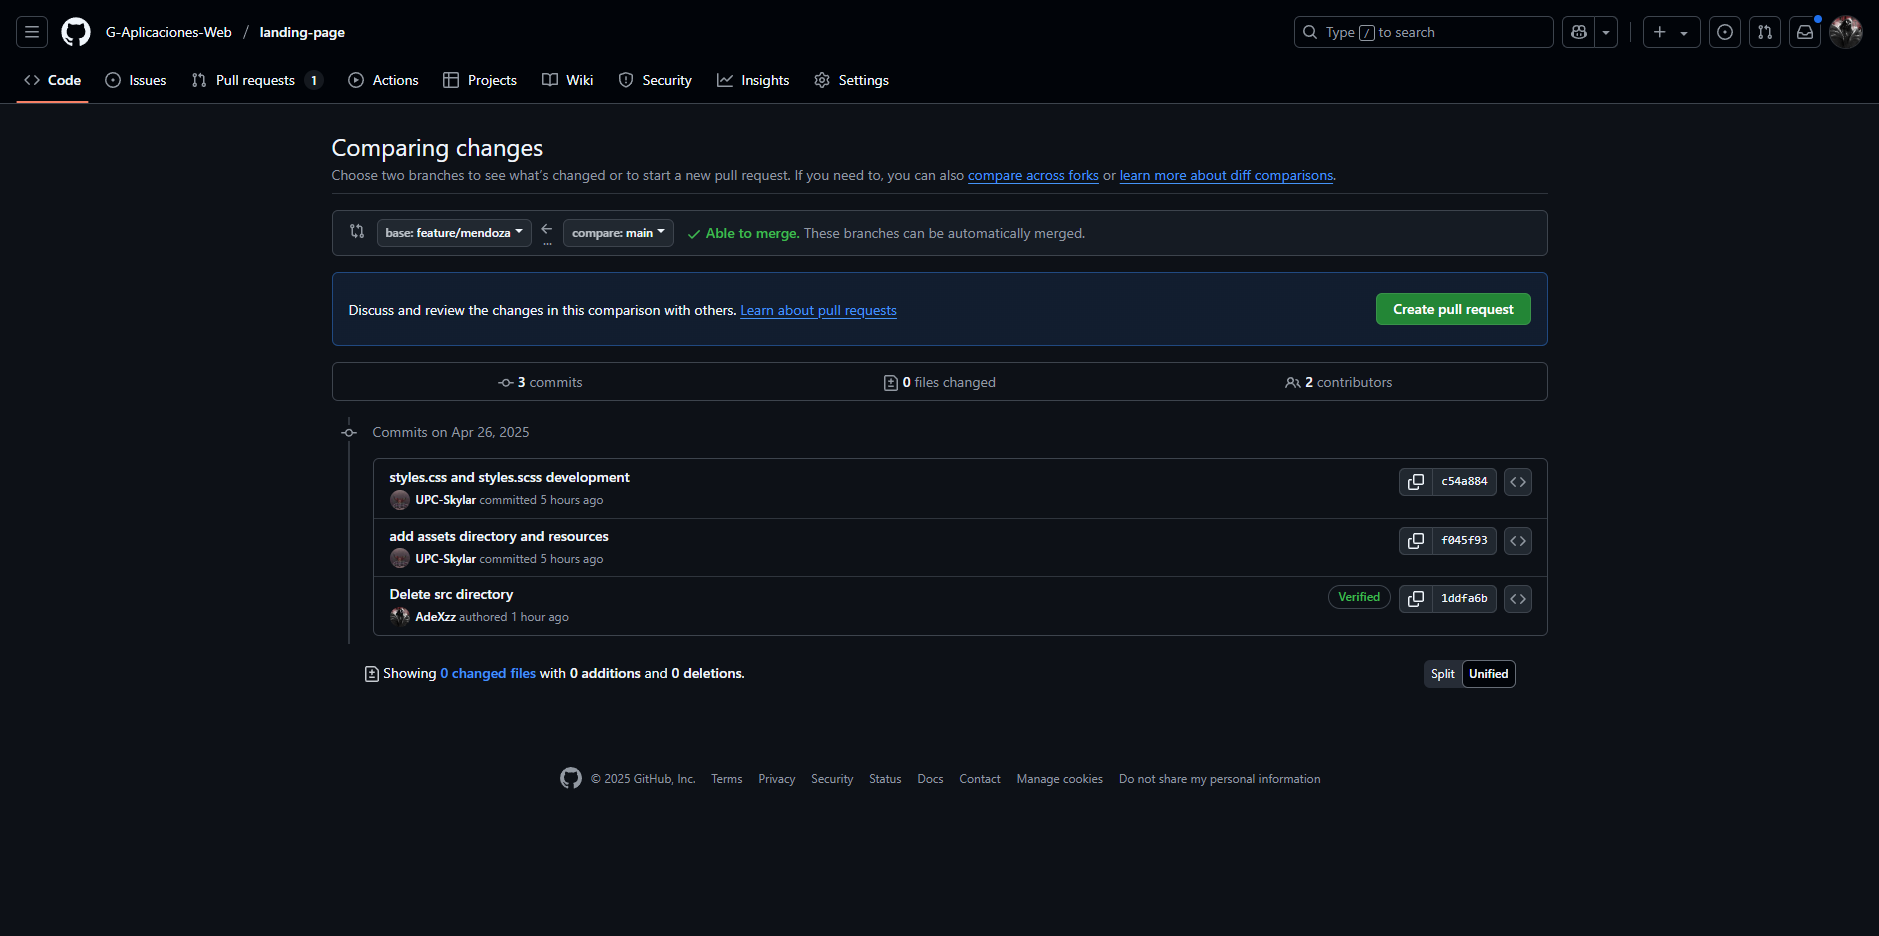 G-Aplicaciones-Web / landing-page
Type / to search
Code Issues Pull requests 1 Actions Projects Wiki Security Insights Settings
Comparing changes
Choose two branches to see what's changed or to start a new pull request. If you need to, you can also compare across forks or learn more about diff comparisons.
base: feature/mendoza ← ... compare: main Able to merge. These branches can be automatically merged.
Discuss and review the changes in this comparison with others. Learn about pull requests
Create pull request
3 commits 0 files changed 2 contributors
Commits on Apr 26, 2025
styles.css and styles.scss development
UPC-Skylar committed 5 hours ago
c54a884
add assets directory and resources
UPC-Skylar committed 5 hours ago
f045f93
Delete src directory
AdeXzz authored 1 hour ago
Verified 1ddfa6b
Showing 0 changed files with 0 additions and 0 deletions.
Split Unified
© 2025 GitHub, Inc. Terms Privacy Security Status Docs Contact Manage cookies Do not share my personal information